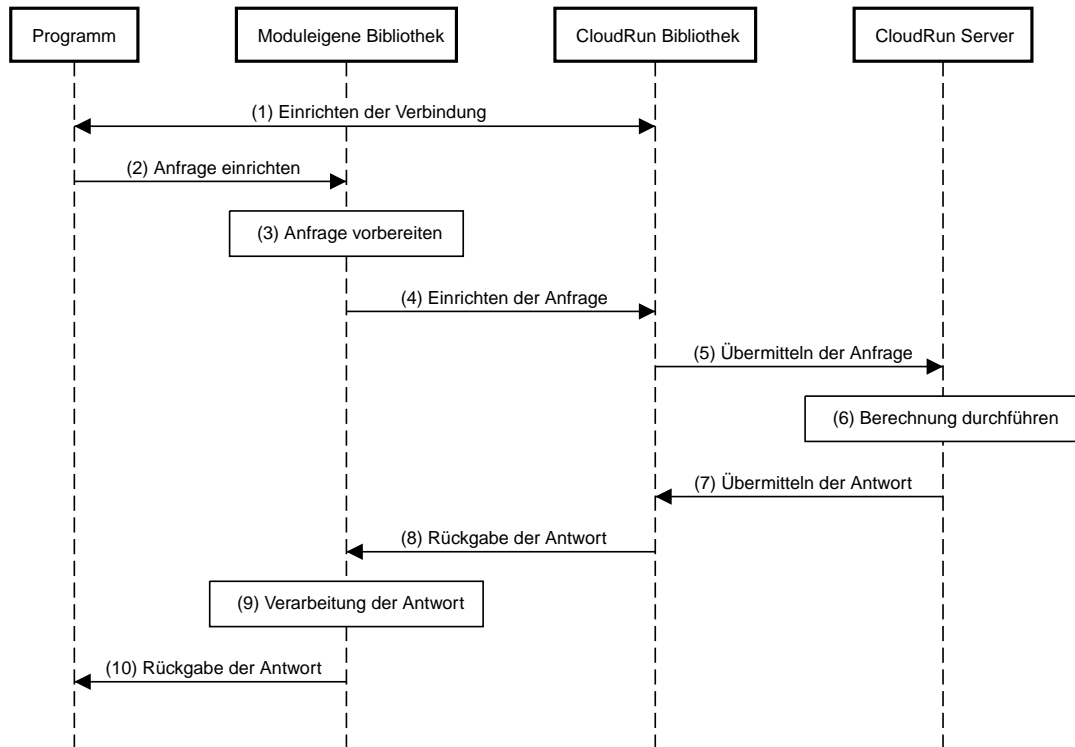 Programm
Moduleigene Bibliothek
CloudRun Bibliothek
CloudRun Server
(1) Einrichten der Verbindung
(2) Anfrage einrichten
(3) Anfrage vorbereiten
(4) Einrichten der Anfrage
(5) Übermitteln der Anfrage
(6) Berechnung durchführen
(7) Übermitteln der Antwort
(8) Rückgabe der Antwort
(9) Verarbeitung der Antwort
(10) Rückgabe der Antwort